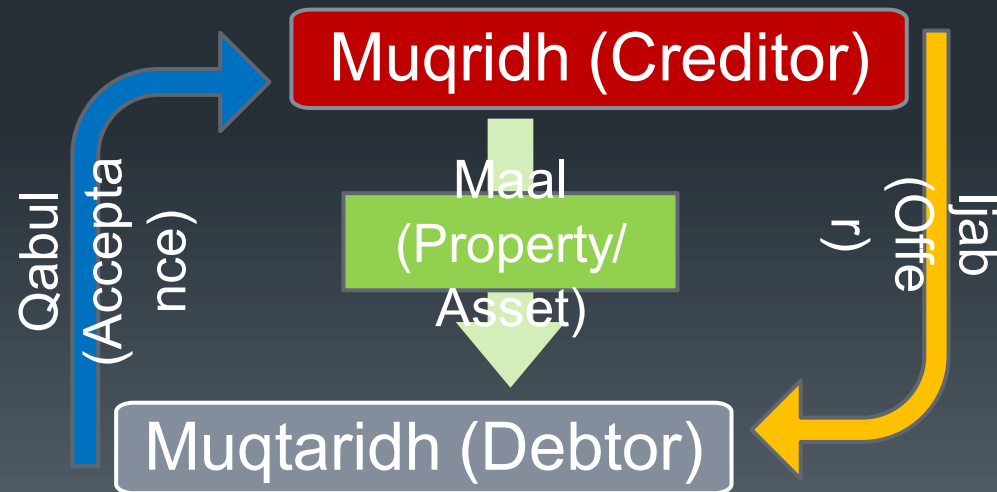 Muqridh (Creditor)
Maal
(Property/
Asset)
Qabul
(Accepta
nce)
Ijab
(Offe
r)
Muqtaridh (Debtor)